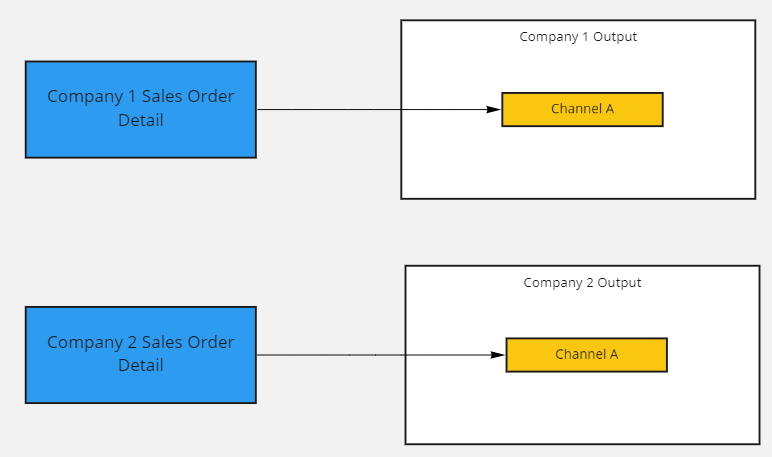 Company 1 Output
Company 1 Sales Order
Detail
Channel A
Company 2 Output
Company 2 Sales Order
Detail
Channel A